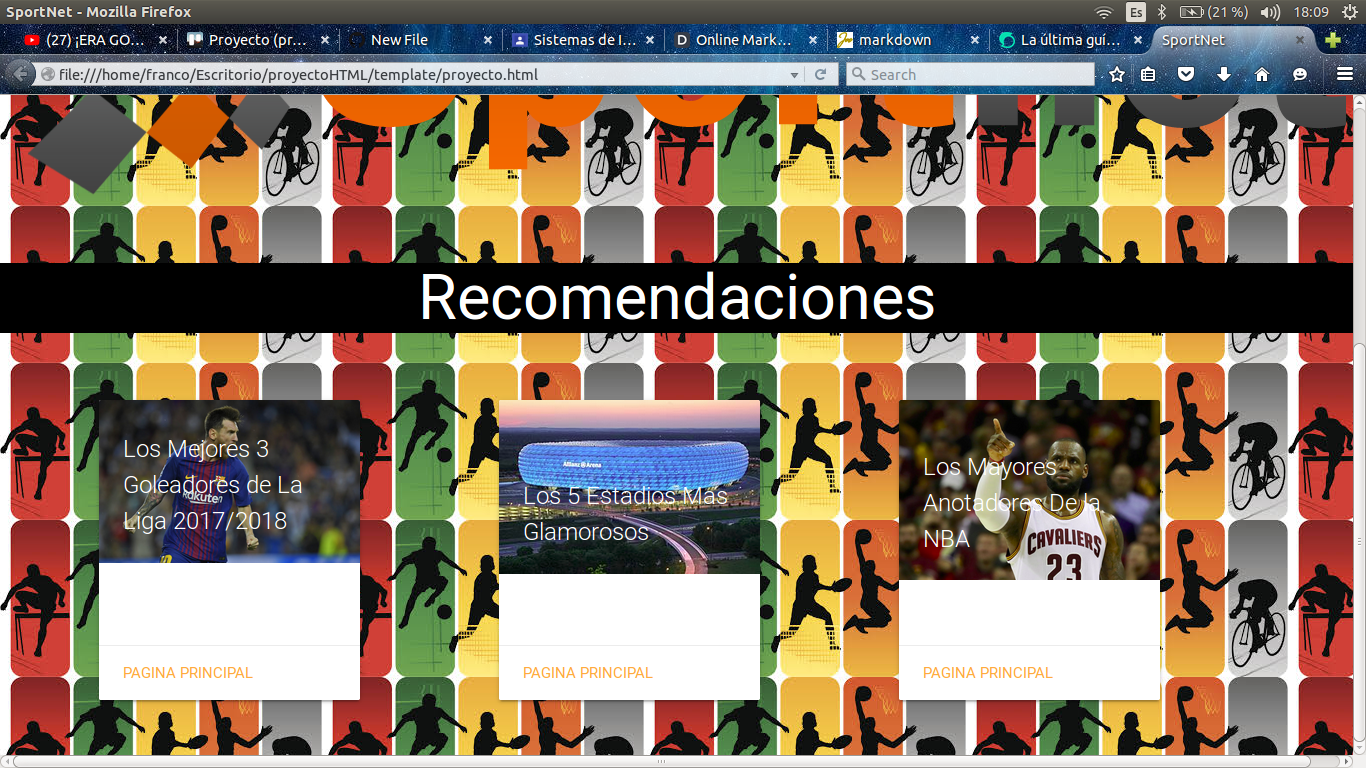 SportNet - Mozilla Firefox
Es
(21 %)
18:09
(27) ¡ERA GO...
Proyecto (pr...
New File
Sistemas de I...
Online Mark...
markdown
La última guí...
SportNet
file:///home/franco/Escritorio/proyectoHTML/template/proyecto.html
Search
Recomendaciones
Los Mejores 3
Goleadores de La
Liga 2017/2018
Rakuten
PAGINA PRINCIPAL
Allianz Arena
Los 5 Estadios Más
Glamorosos
PAGINA PRINCIPAL
Los Mayores
Anotadores De la
NBA
CAVALIERS
23
PAGINA PRINCIPAL